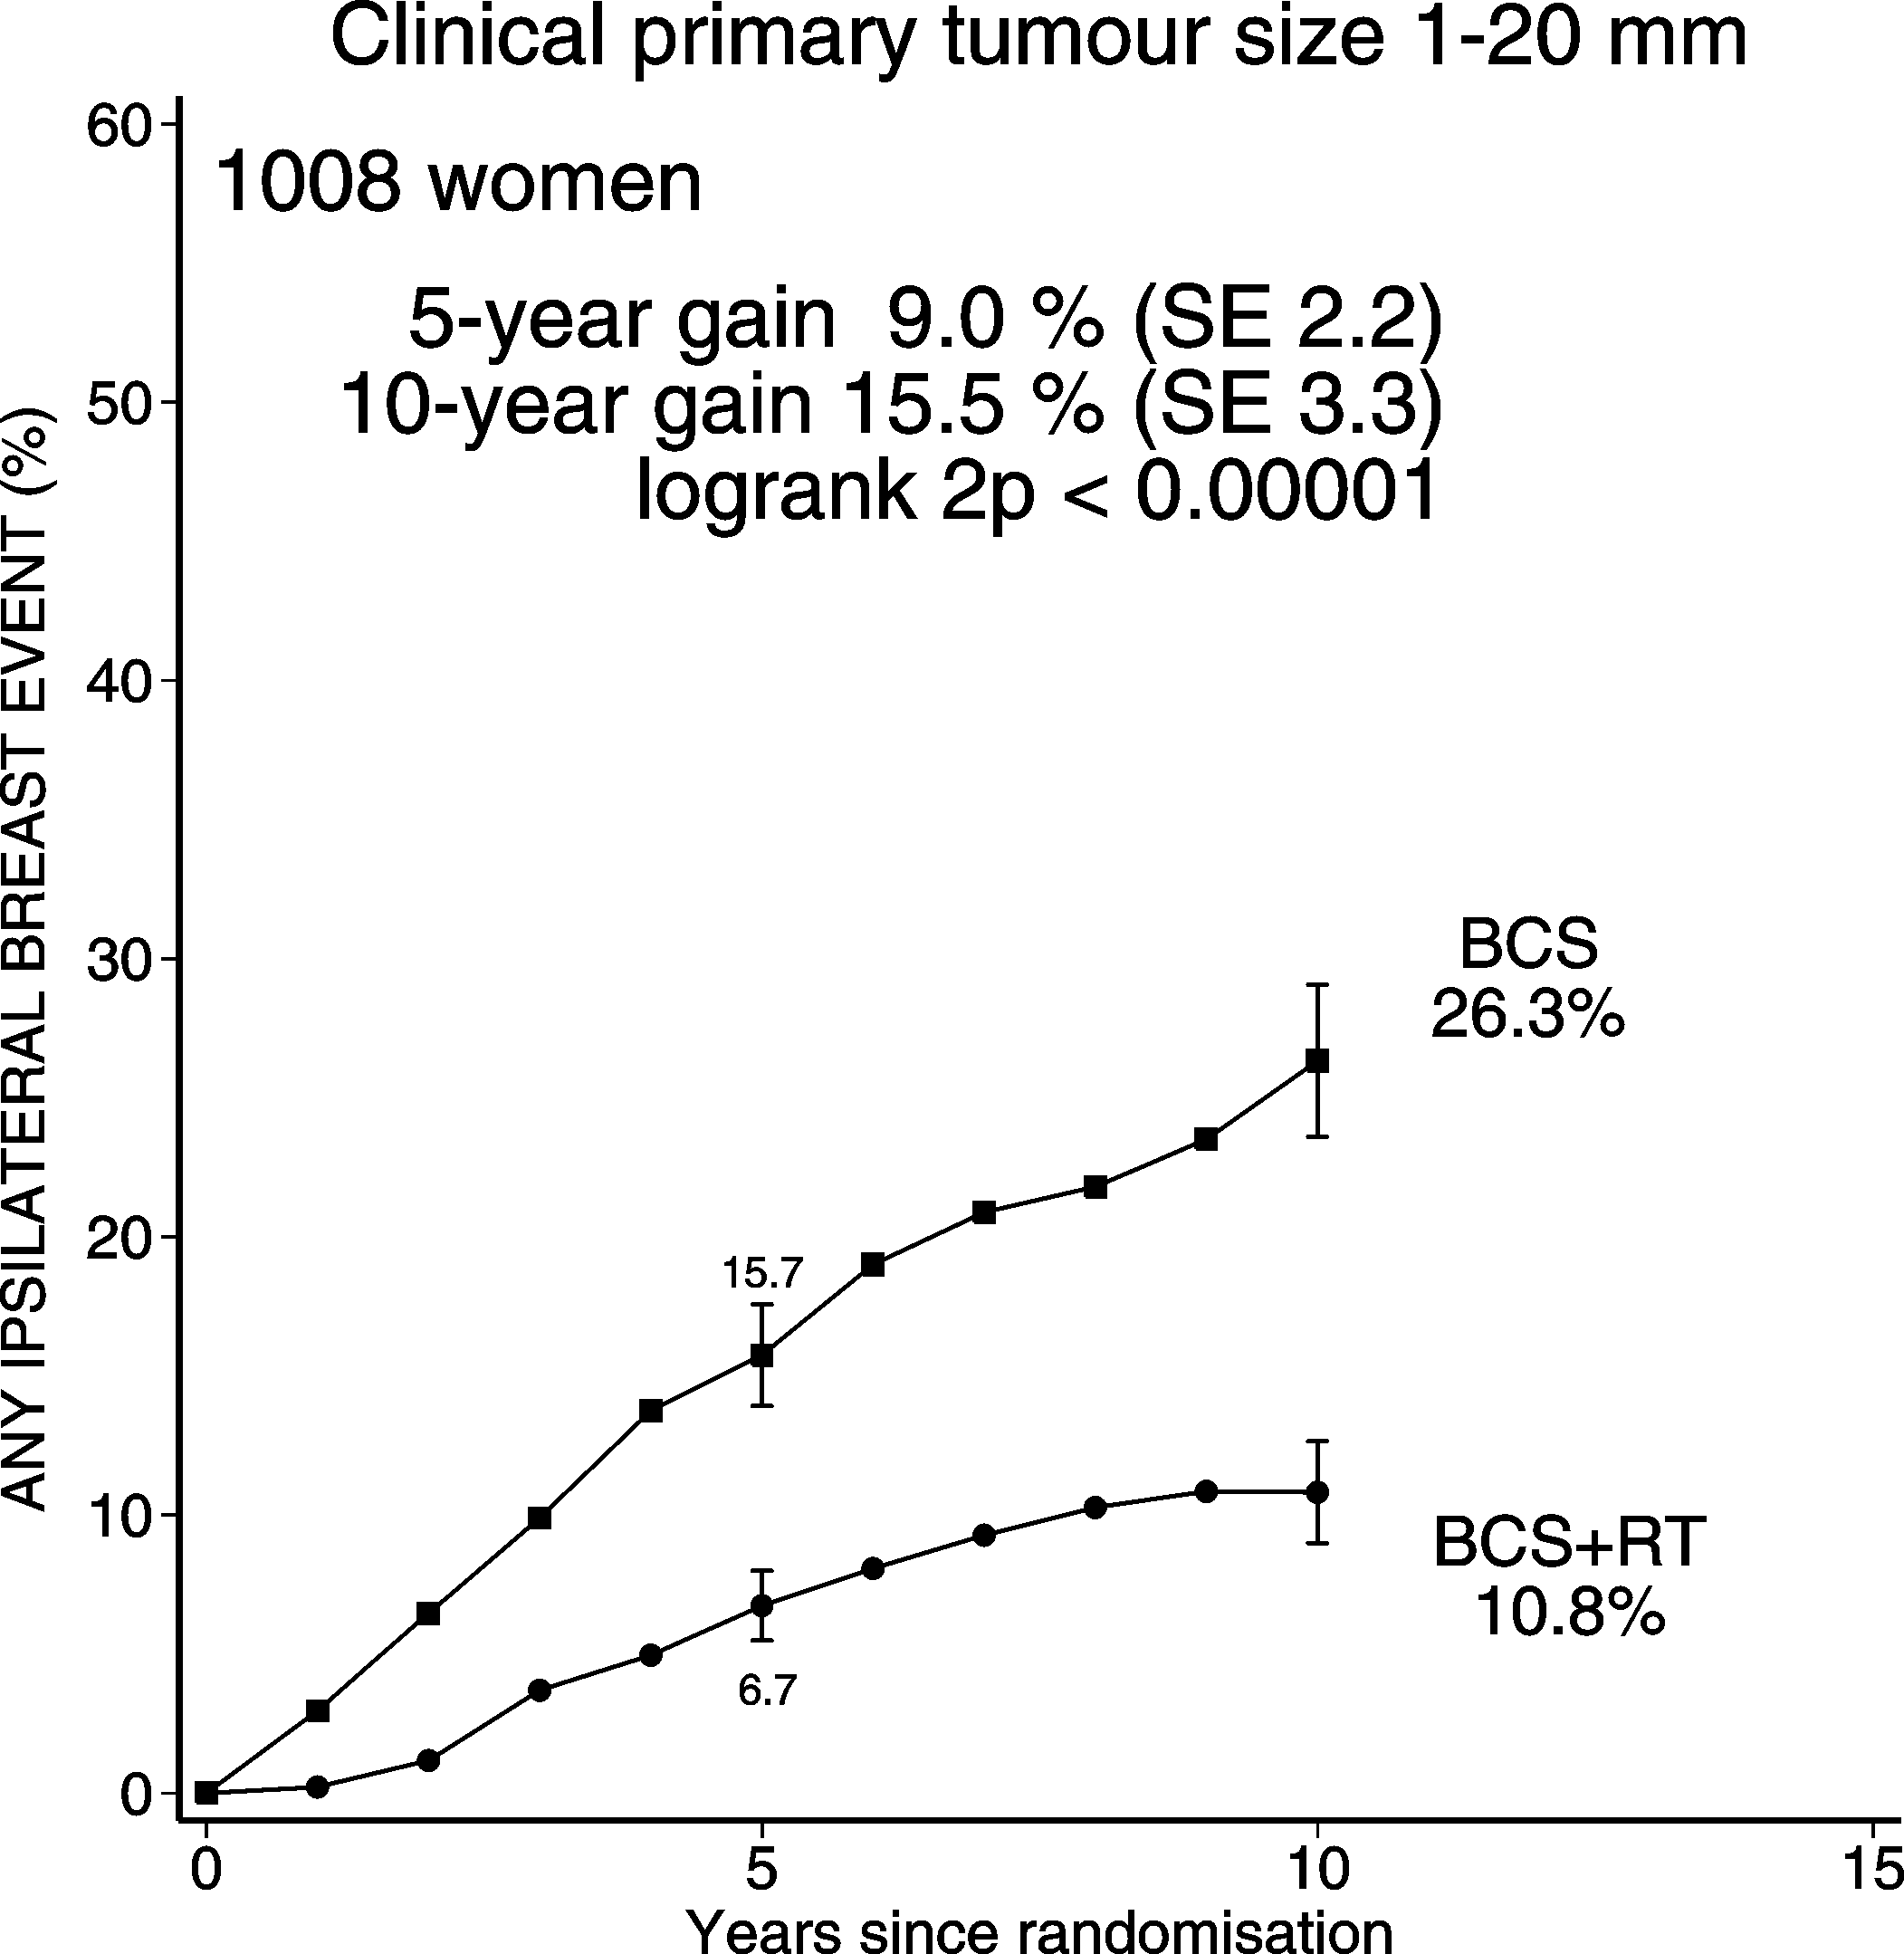 Clinical primary tumour size 1-20 mm
1008 women
5-year gain 9.0 % (SE 2.2)
10-year gain 15.5 % (SE 3.3)
logrank 2p < 0.00001
ANY IPSILATERAL BREAST EVENT (%)
60
50
40
30
20
10
0
BCS
26.3%
15.7
BCS+RT
10.8%
6.7
0 5 10 15
Years since randomisation